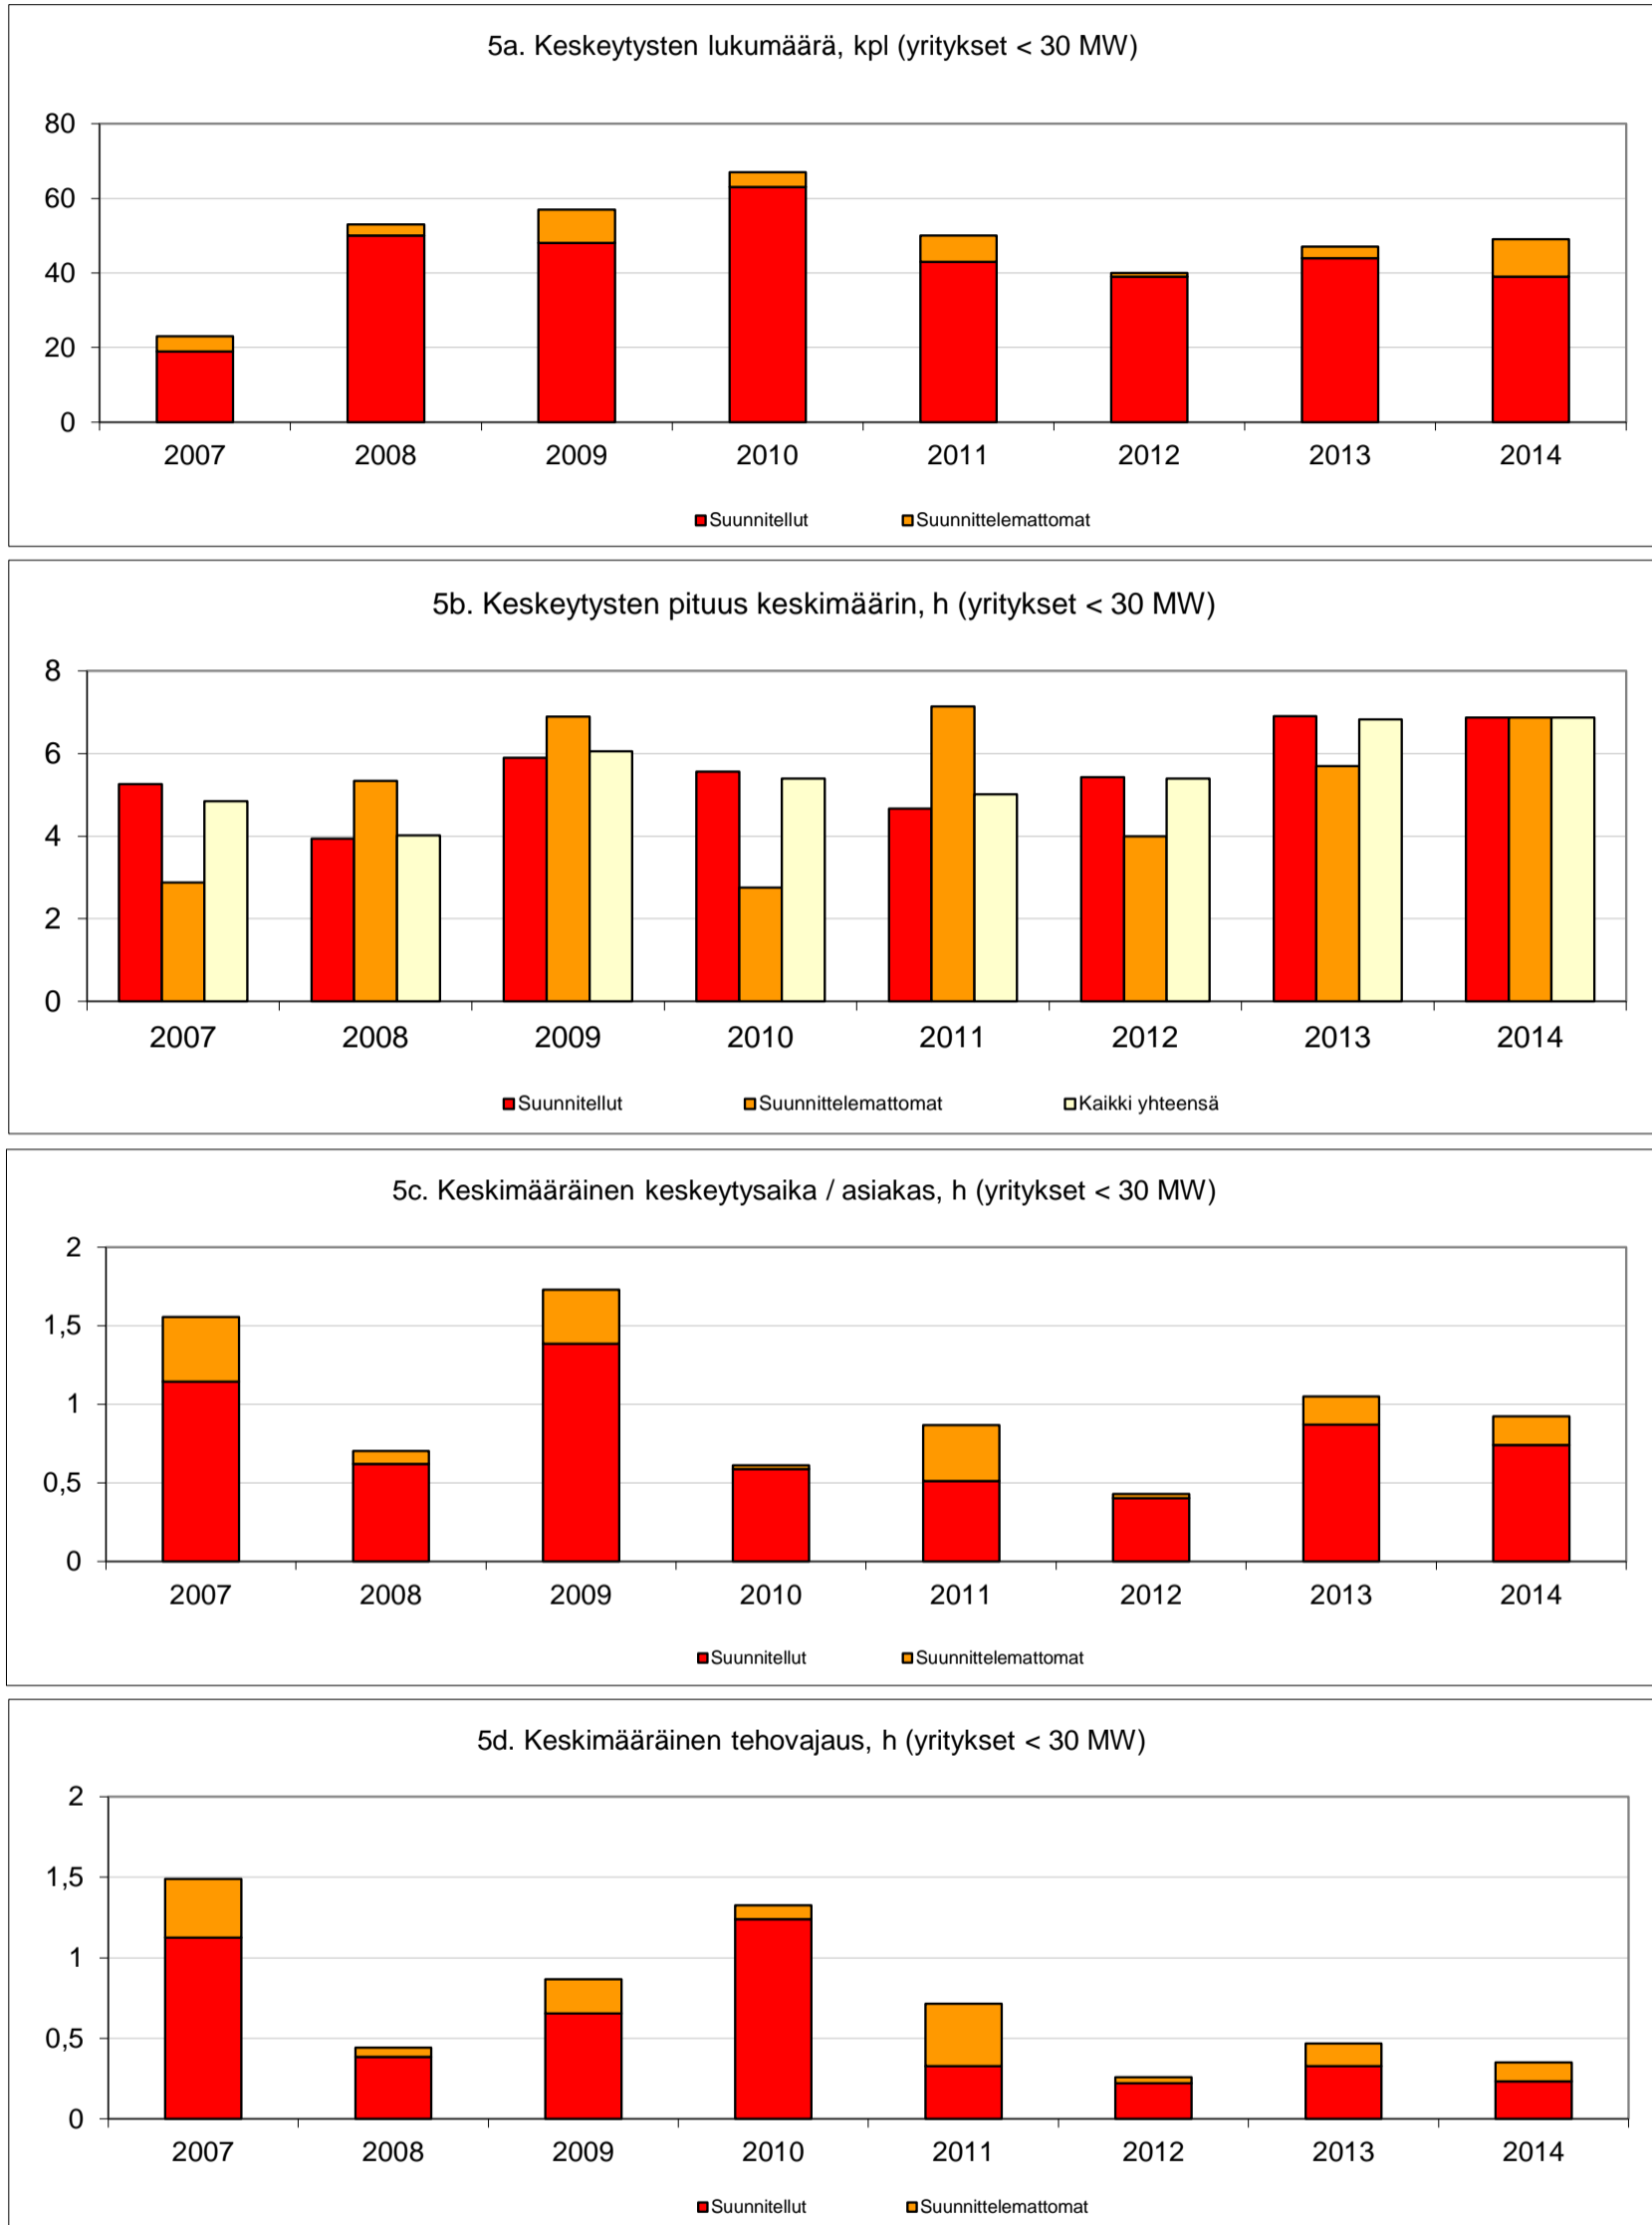 5a. Keskeytysten lukumäärä, kpl (yritykset < 30 MW)
80
60
40
20
0
2007 2008 2009 2010 2011 2012 2013 2014
Suunnitellut Suunnittelemattomat
5b. Keskeytysten pituus keskimäärin, h (yritykset < 30 MW)
8
6
4
2
0
2007 2008 2009 2010 2011 2012 2013 2014
Suunnitellut Suunnittelemattomat Kaikki yhteensä
5c. Keskimääräinen keskeytysaika / asiakas, h (yritykset < 30 MW)
2
1,5
1
0,5
0
2007 2008 2009 2010 2011 2012 2013 2014
Suunnitellut Suunnittelemattomat
5d. Keskimääräinen tehovajaus, h (yritykset < 30 MW)
2
1,5
1
0,5
0
2007 2008 2009 2010 2011 2012 2013 2014
Suunnitellut Suunnittelemattomat